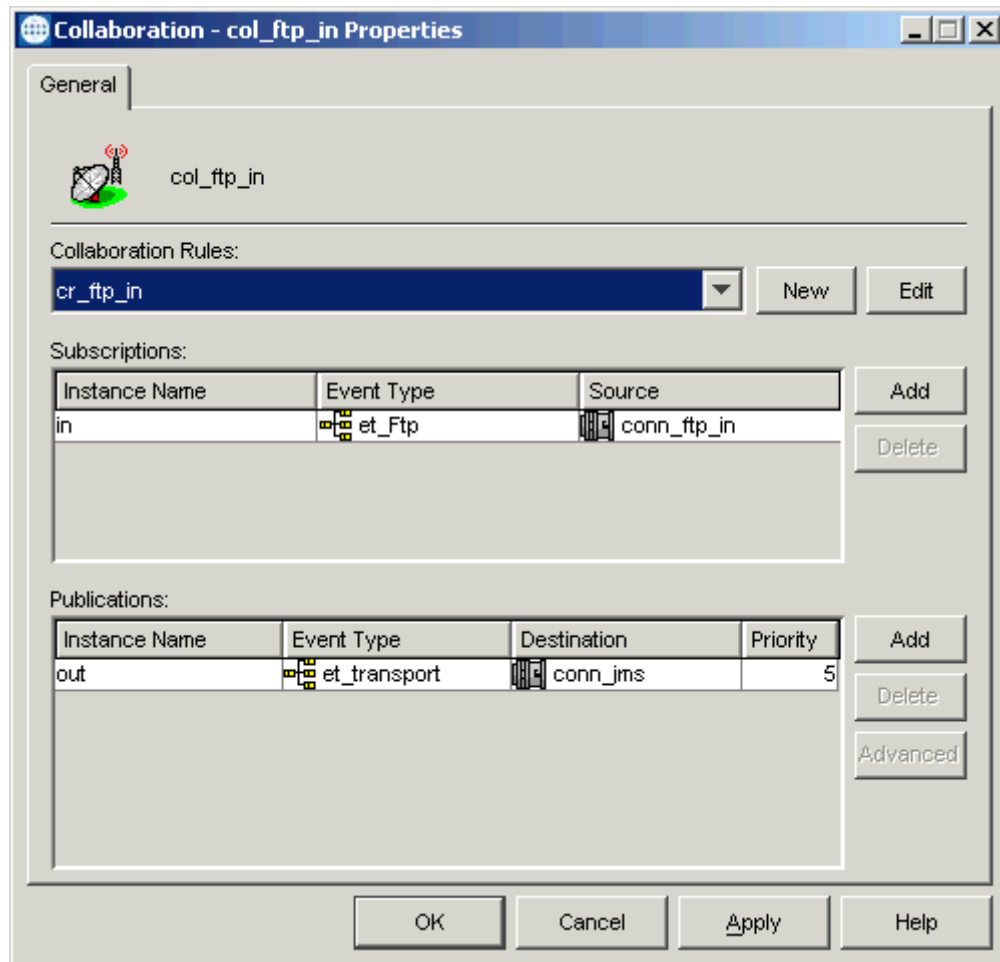 Collaboration - col_ftp_in Properties
General
col_ftp_in
Collaboration Rules:
cr_ftp_in New Edit
Subscriptions:
Instance Name Event Type Source Add
in et_Ftp conn_ftp_in
Delete
Publications:
Instance Name Event Type Destination Priority Add
out et_transport conn_jms 5
Delete
Advanced
OK Cancel Apply Help